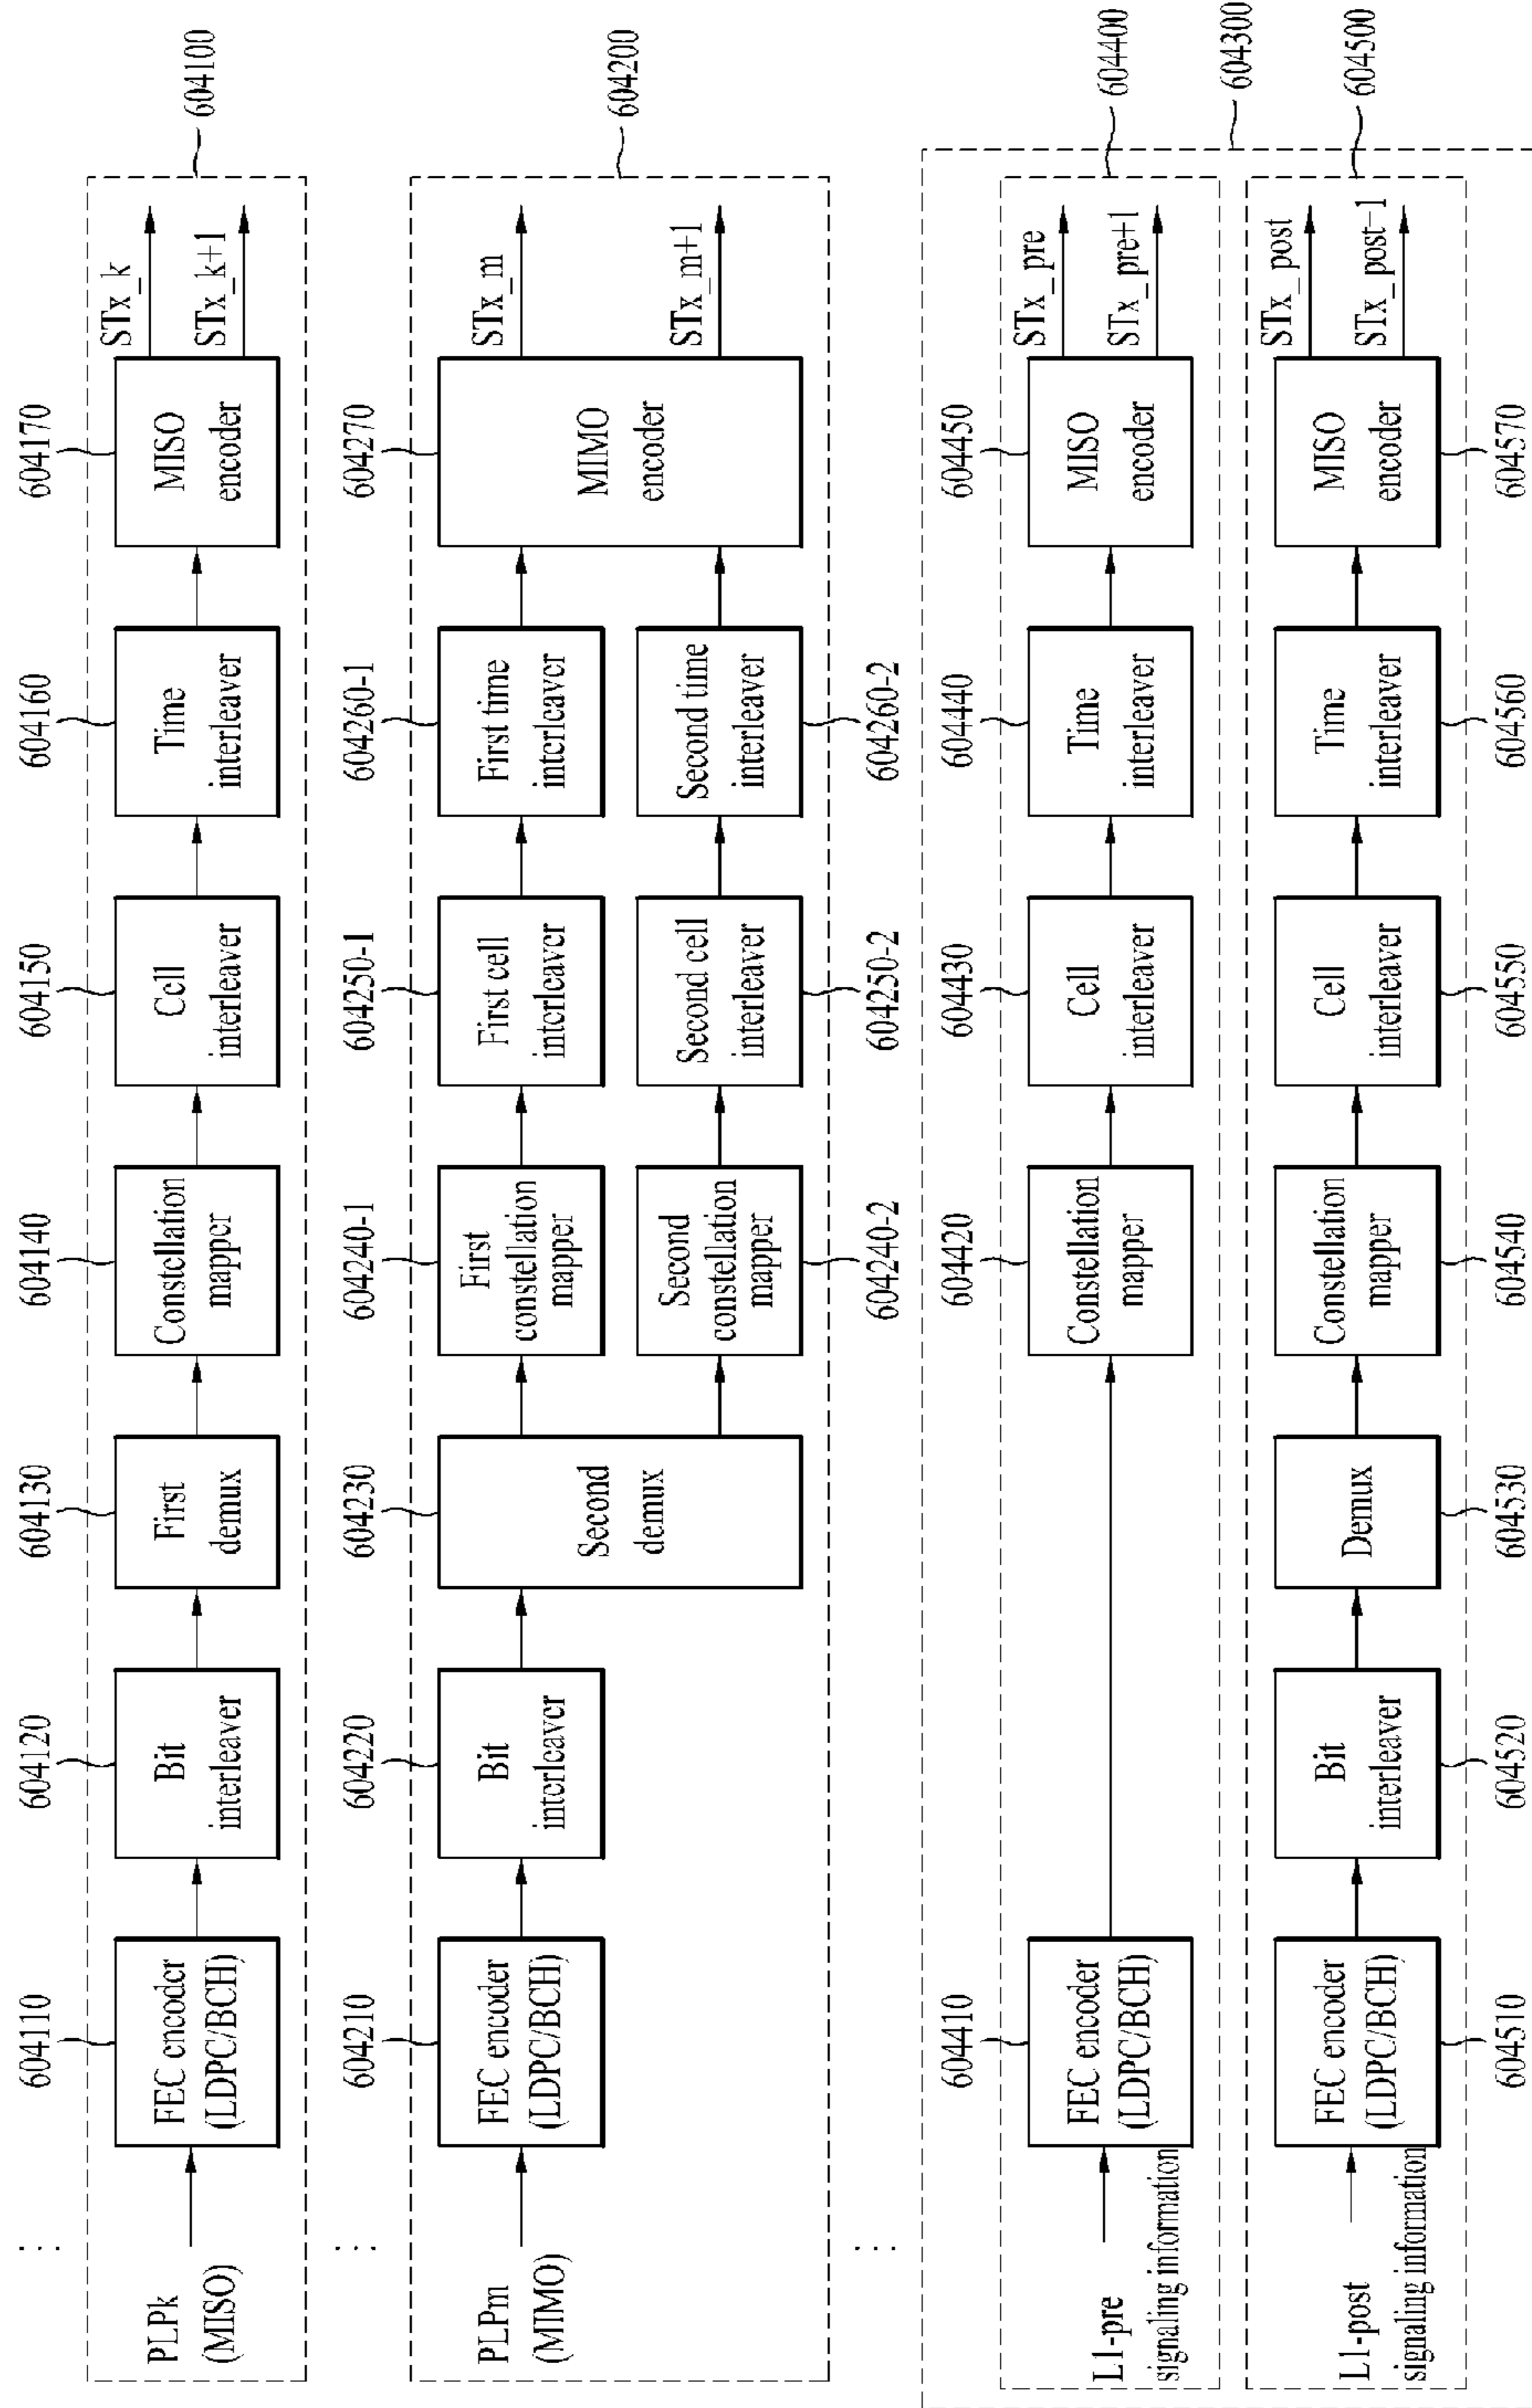 604110
604120
604130
604140
604150
604160
604170
PLPk
(MISO)
FEC encoder
(LDPC/BCH)
Bit
interleaver
First
demux
Constellation
mapper
Cell
interleaver
Time
interleaver
MISO
encoder
STx_k
STx_k+1
604100
604210
604220
604230
604240-1
604250-1
604260-1
604270
PLPm
(MIMO)
FEC encoder
(LDPC/BCH)
Bit
interleaver
Second
demux
First
constellation
mapper
First cell
interleaver
First time
interleaver
MIMO
encoder
STx_m
STx_m+1
604200
Second
constellation
mapper
Second cell
interleaver
Second time
interleaver
604240-2
604250-2
604260-2
604410
604420
604430
604440
604450
L1-pre
signaling information
FEC encoder
(LDPC/BCH)
Constellation
mapper
Cell
interleaver
Time
interleaver
MISO
encoder
STx_pre
STx_pre+1
604400
604300
L1-post
signaling information
FEC encoder
(LDPC/BCH)
Bit
interleaver
Demux
Constellation
mapper
Cell
interleaver
Time
interleaver
MISO
encoder
STx_post
STx_post-1
604500
604510
604520
604530
604540
604550
604560
604570